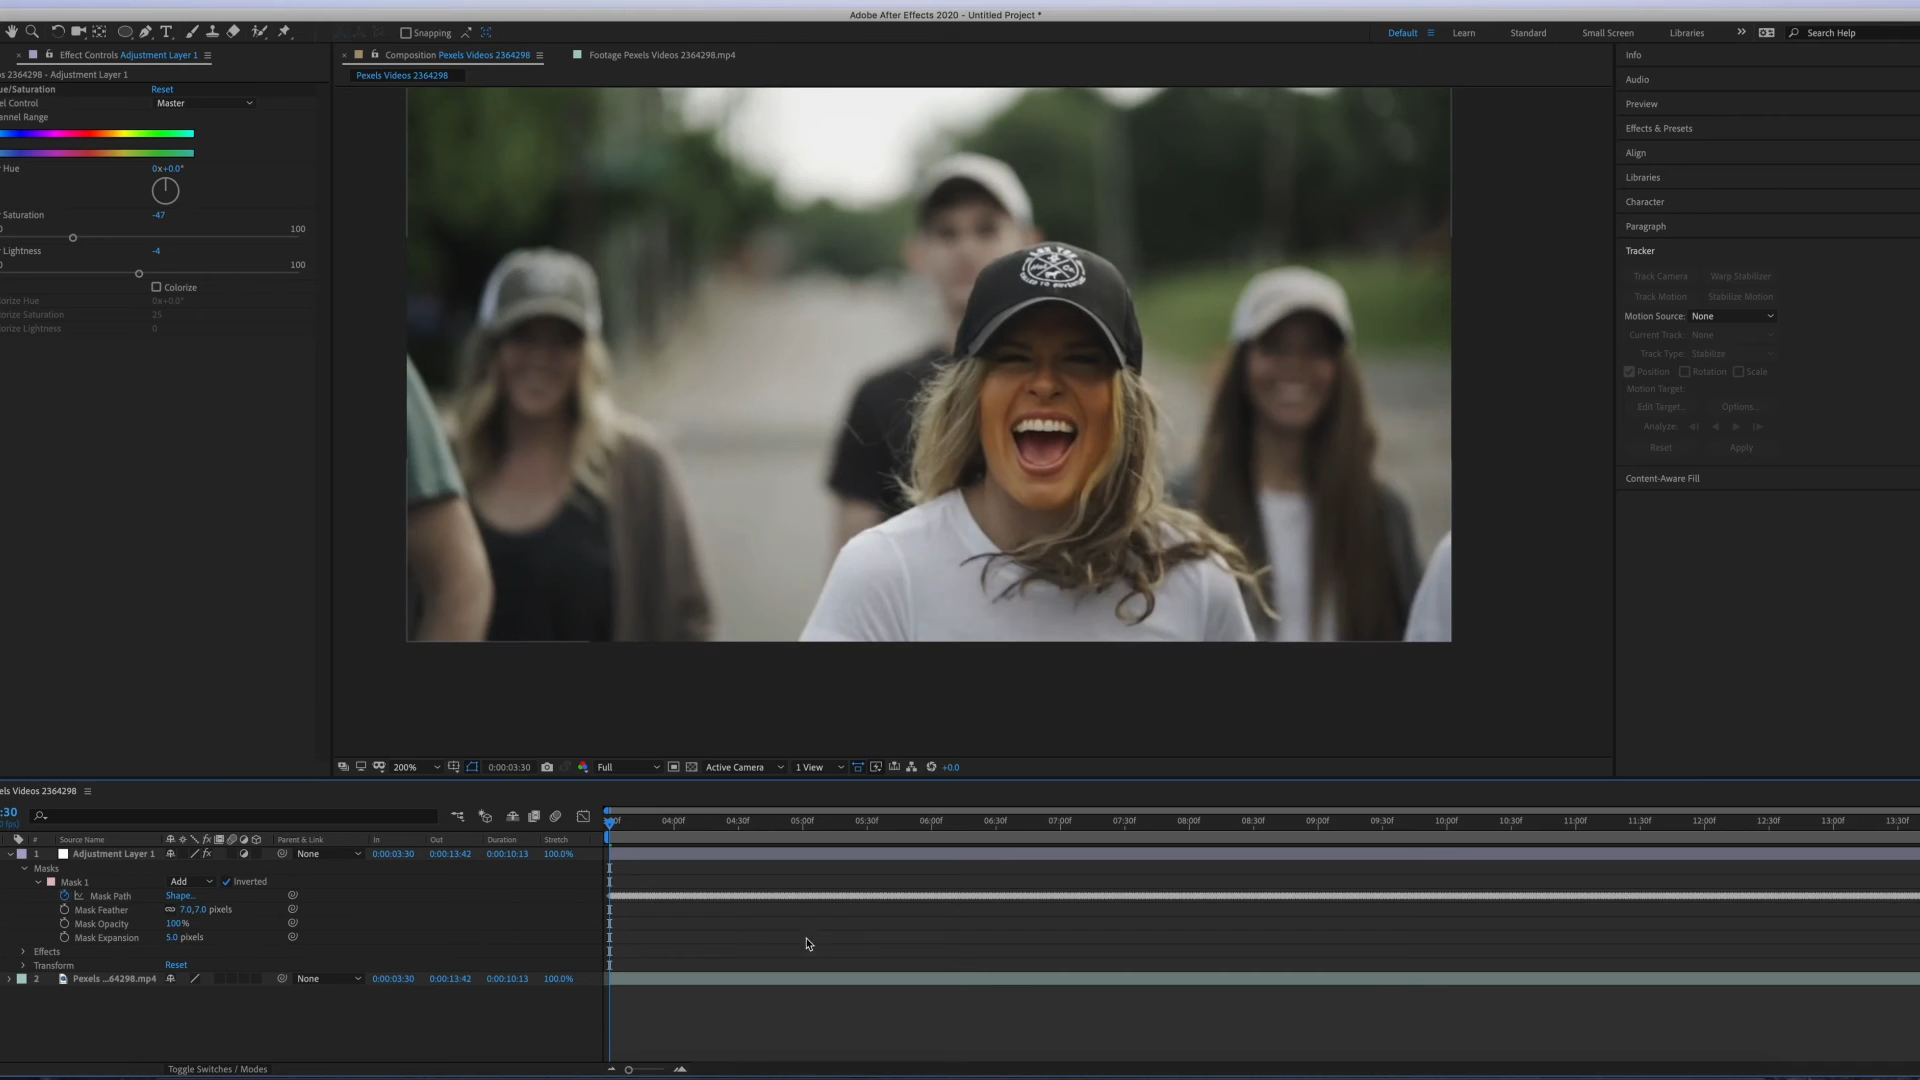 Adobe After Effects 2020 - Untitled Project *
Snapping
Default
Learn
Standard
Small Screen
Libraries
Search Help
Effect Controls Adjustment Layer 1
Composition Pexels Videos 2364298
Footage Pexels Videos 2364298.mp4
s 2364298 - Adjustment Layer 1
Pexels Videos 2364298
ue/Saturation Reset
el Control Master
annel Range
r Hue 0x+0.0°
r Saturation -47
0 100
r Lightness -4
0 100
Colorize
lorize Hue 0x+0.0°
lorize Saturation 25
lorize Lightness 0
Info
Audio
Preview
Effects & Presets
Align
Libraries
Character
Paragraph
Tracker
Track Camera Warp Stabilizer
Track Motion Stabilize Motion
Motion Source: None
Current Track: None
Track Type: Stabilize
Position Rotation Scale
Motion Target:
Edit Target... Options...
Analyze:
Reset Apply
Content-Aware Fill
200% 0:00:03:30 Full Active Camera 1 View +0.0
els Videos 2364298
:30
04:00f 04:30f 05:00f 05:30f 06:00f 06:30f 07:00f 07:30f 08:00f 08:30f 09:00f 09:30f 10:00f 10:30f 11:00f 11:30f 12:00f 12:30f 13:00f 13:30f
# Source Name fx Parent & Link In Out Duration Stretch
1 Adjustment Layer 1 fx None 0:00:03:30 0:00:13:42 0:00:10:13 100.0%
Masks
Mask 1 Add Inverted
Mask Path Shape...
Mask Feather 7.0,7.0 pixels
Mask Opacity 100%
Mask Expansion 5.0 pixels
Effects
Transform Reset
2 Pexels ...64298.mp4 None 0:00:03:30 0:00:13:42 0:00:10:13 100.0%
Toggle Switches / Modes